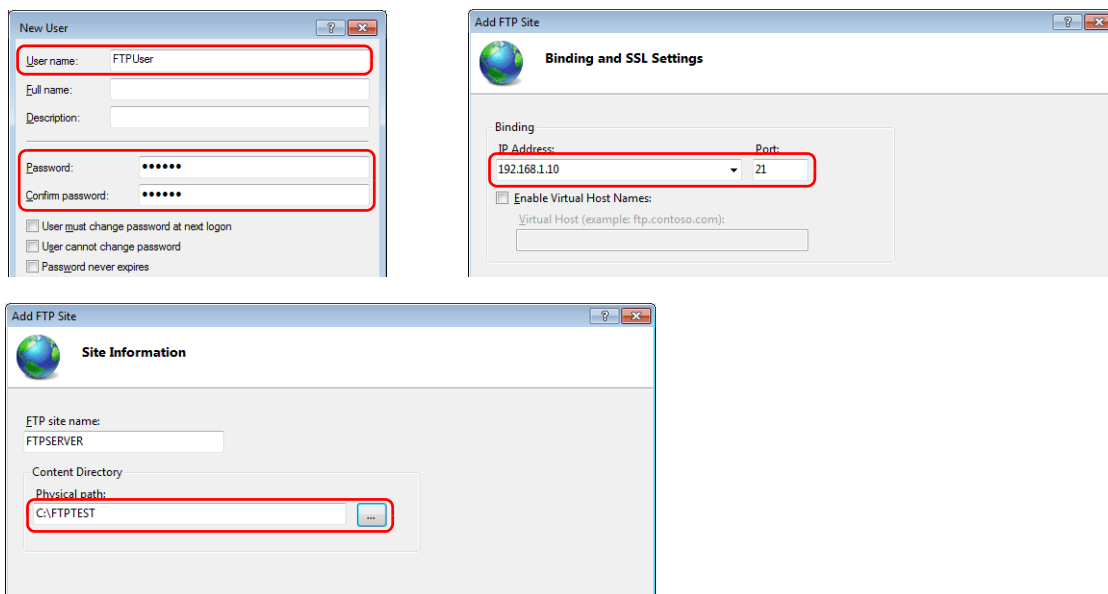 New User
User name: FTPUser
Full name:
Description:
Password: ••••••
Confirm password: ••••••
User must change password at next logon
User cannot change password
Password never expires
Add FTP Site
Binding and SSL Settings
Binding
IP Address: Port:
192.168.1.10 21
Enable Virtual Host Names:
Virtual Host (example: ftp.contoso.com):
Add FTP Site
Site Information
FTP site name:
FTPSERVER
Content Directory
Physical path:
C:\FTPTEST ...